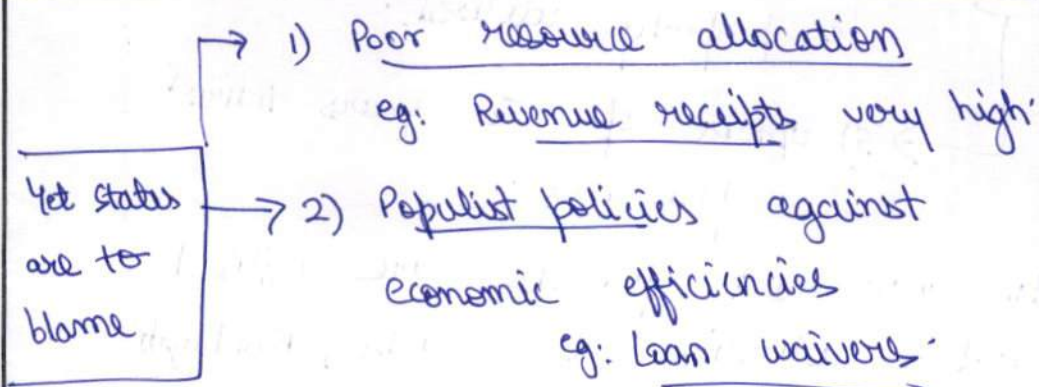 1) Poor resource allocation
eg: Revenue receipts very high.
Yet states
are to
blame
2) Populist policies against
economic efficiencies
eg: Loan waivers.